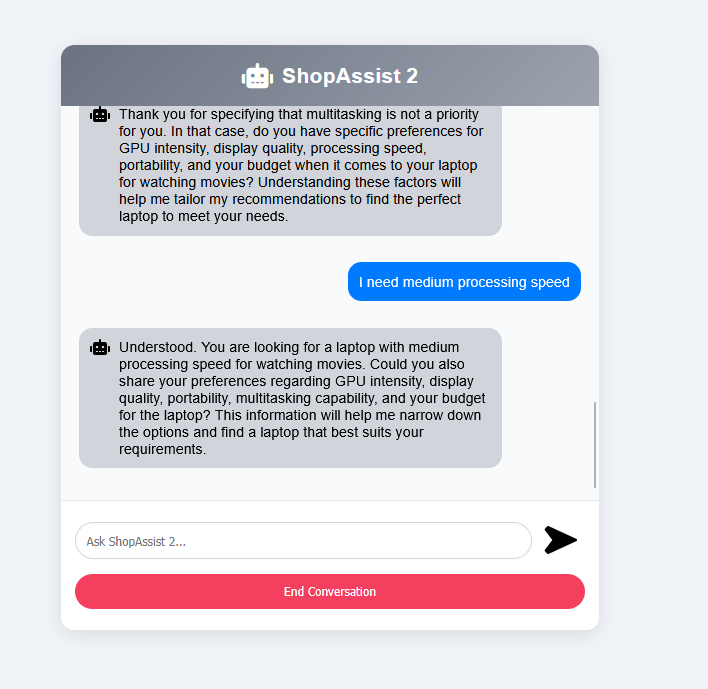 ShopAssist 2
Thank you for specifying that multitasking is not a priority
for you. In that case, do you have specific preferences for
GPU intensity, display quality, processing speed,
portability, and your budget when it comes to your laptop
for watching movies? Understanding these factors will
help me tailor my recommendations to find the perfect
laptop to meet your needs.
I need medium processing speed
Understood. You are looking for a laptop with medium
processing speed for watching movies. Could you also
share your preferences regarding GPU intensity, display
quality, portability, multitasking capability, and your budget
for the laptop? This information will help me narrow down
the options and find a laptop that best suits your
requirements.
Ask ShopAssist 2...
End Conversation